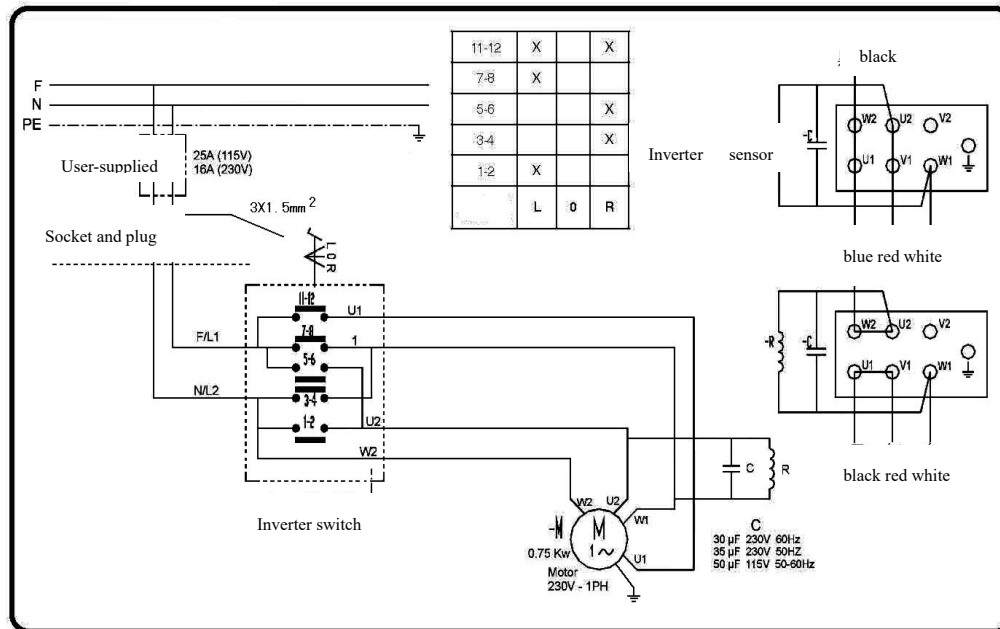 F
N
PE
User-supplied
25A (115V)
16A (230V)
3X1.5mm²
Socket and plug
L 0 R
11-12 X X
7-8 X
5-6 X
3-4 X
1-2 X
L 0 R
11-12
U1
7-8
F/L1
1
5-6
N/L2
3-4
1-2
U2
W2
Inverter switch
W2
U2
W1
U1
-M
M
1~
0.75 Kw
Motor
230V - 1PH
C
R
C
30 µF 230V 60Hz
35 µF 230V 50HZ
50 µF 115V 50-60Hz
black
Inverter sensor
-C
W2 U2 V2
U1 V1 W1
blue red white
-R
-C
W2 U2 V2
U1 V1 W1
black red white